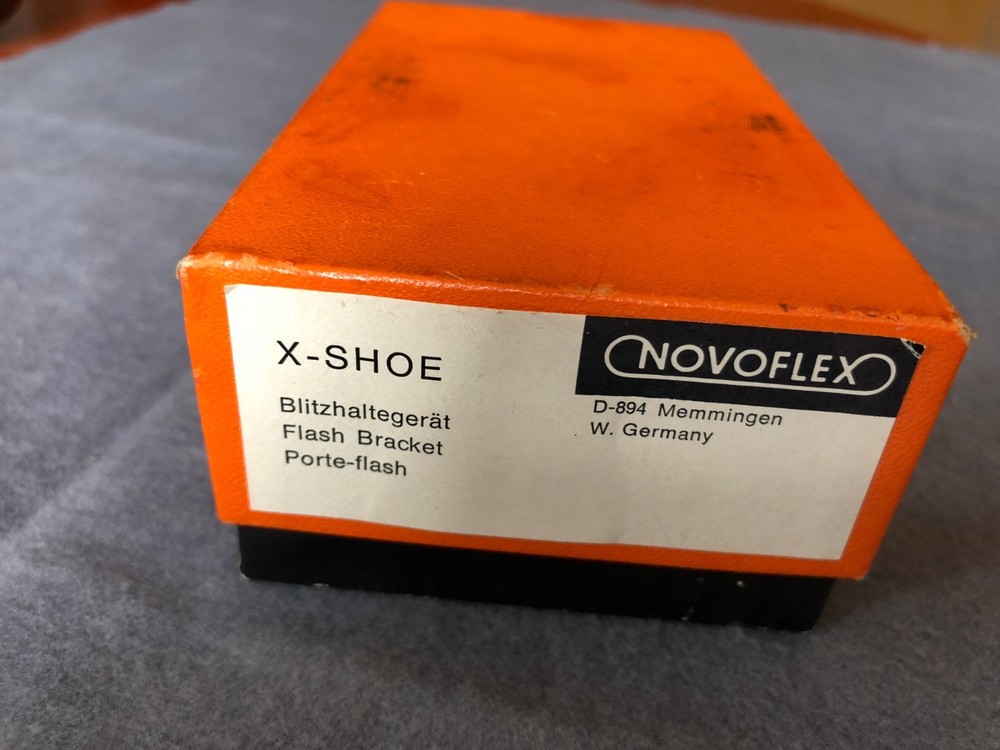 X-SHOE
Blitzhaltegerät
Flash Bracket
Porte-flash
NOVOFLEX
D-894 Memmingen
W. Germany